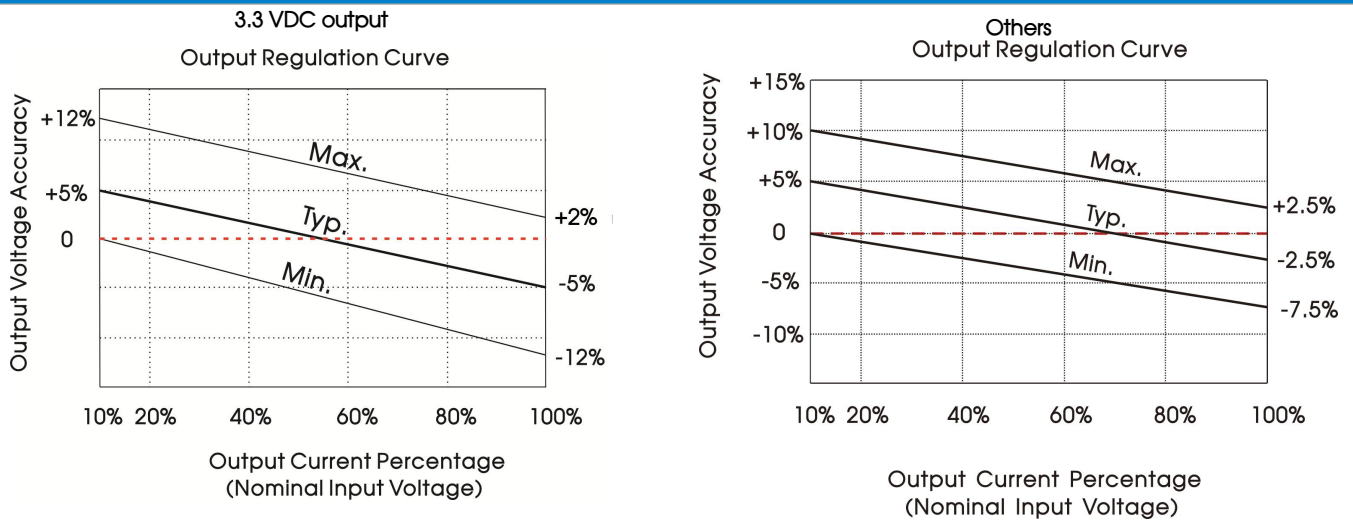 3.3 VDC output
Output Regulation Curve
Output Voltage Accuracy
+12%
+5%
0
Max.
Typ.
Min.
+2%
-5%
-12%
10% 20% 40% 60% 80% 100%
Output Current Percentage
(Nominal Input Voltage)
Others
Output Regulation Curve
Output Voltage Accuracy
+15%
+10%
+5%
0
-5%
-10%
Max.
Typ.
Min.
+2.5%
-2.5%
-7.5%
10% 20% 40% 60% 80% 100%
Output Current Percentage
(Nominal Input Voltage)